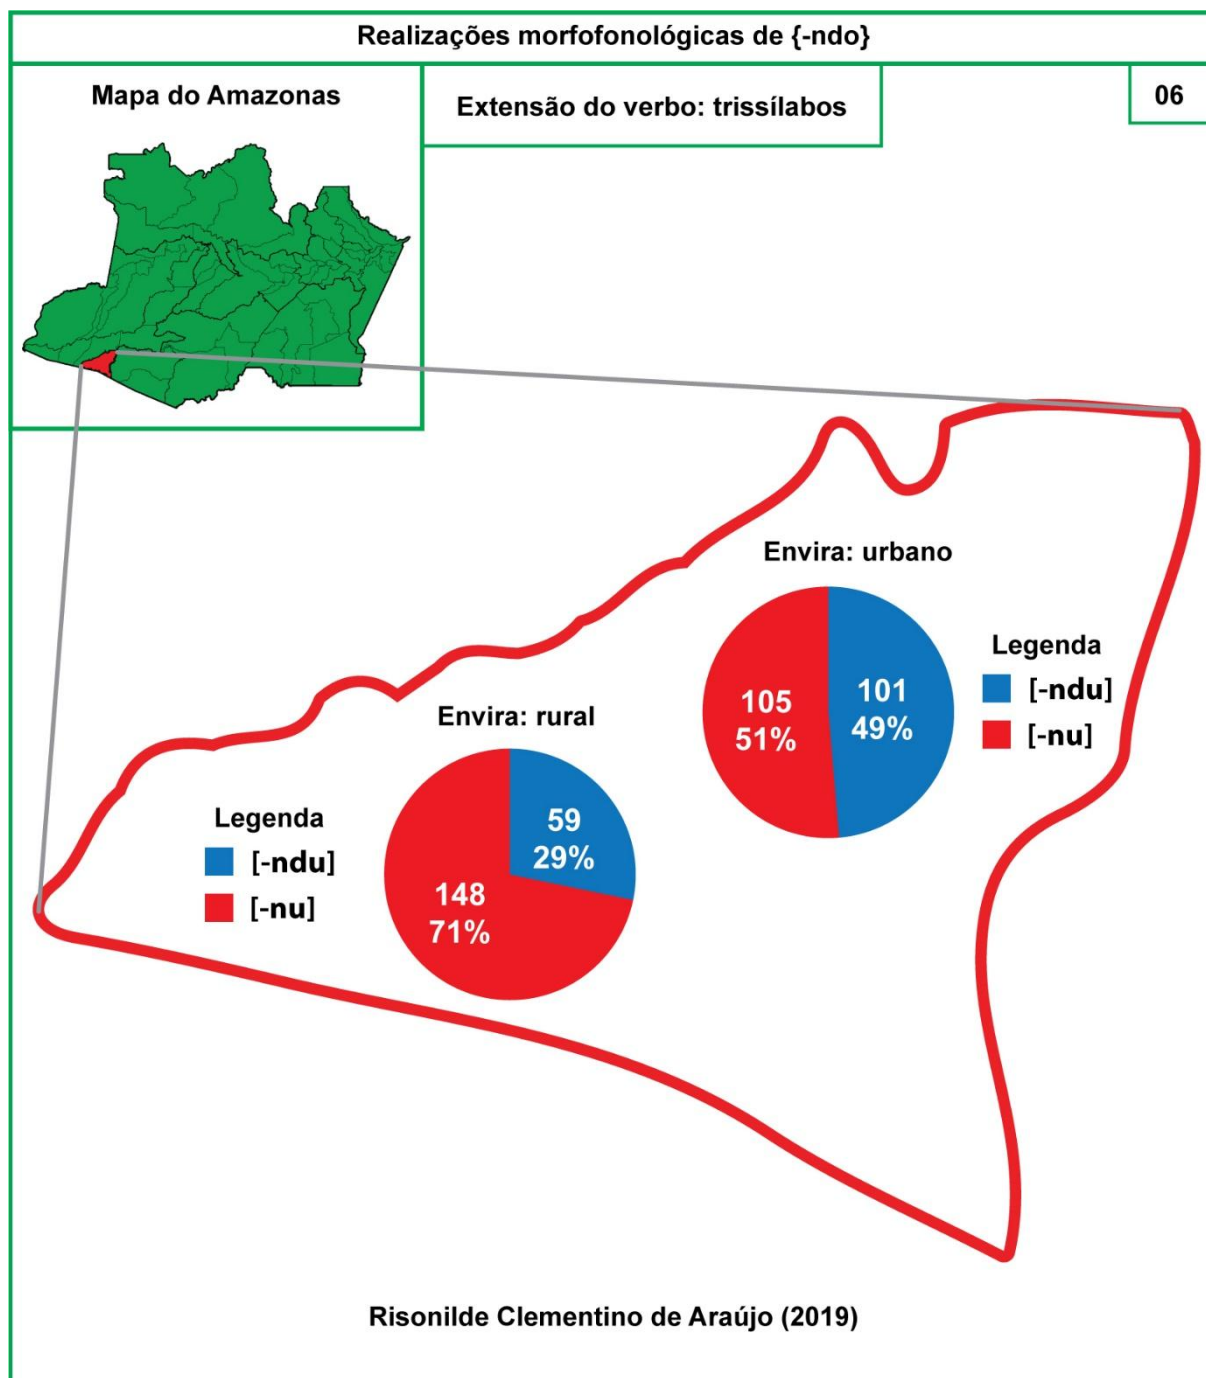 Realizações morfofonológicas de {-ndo}
Mapa do Amazonas
Extensão do verbo: trissílabos
06
Envira: urbano
105
51%
101
49%
Legenda
[-ndu]
[-nu]
Envira: rural
59
29%
148
71%
Legenda
[-ndu]
[-nu]
Risonilde Clementino de Araújo (2019)